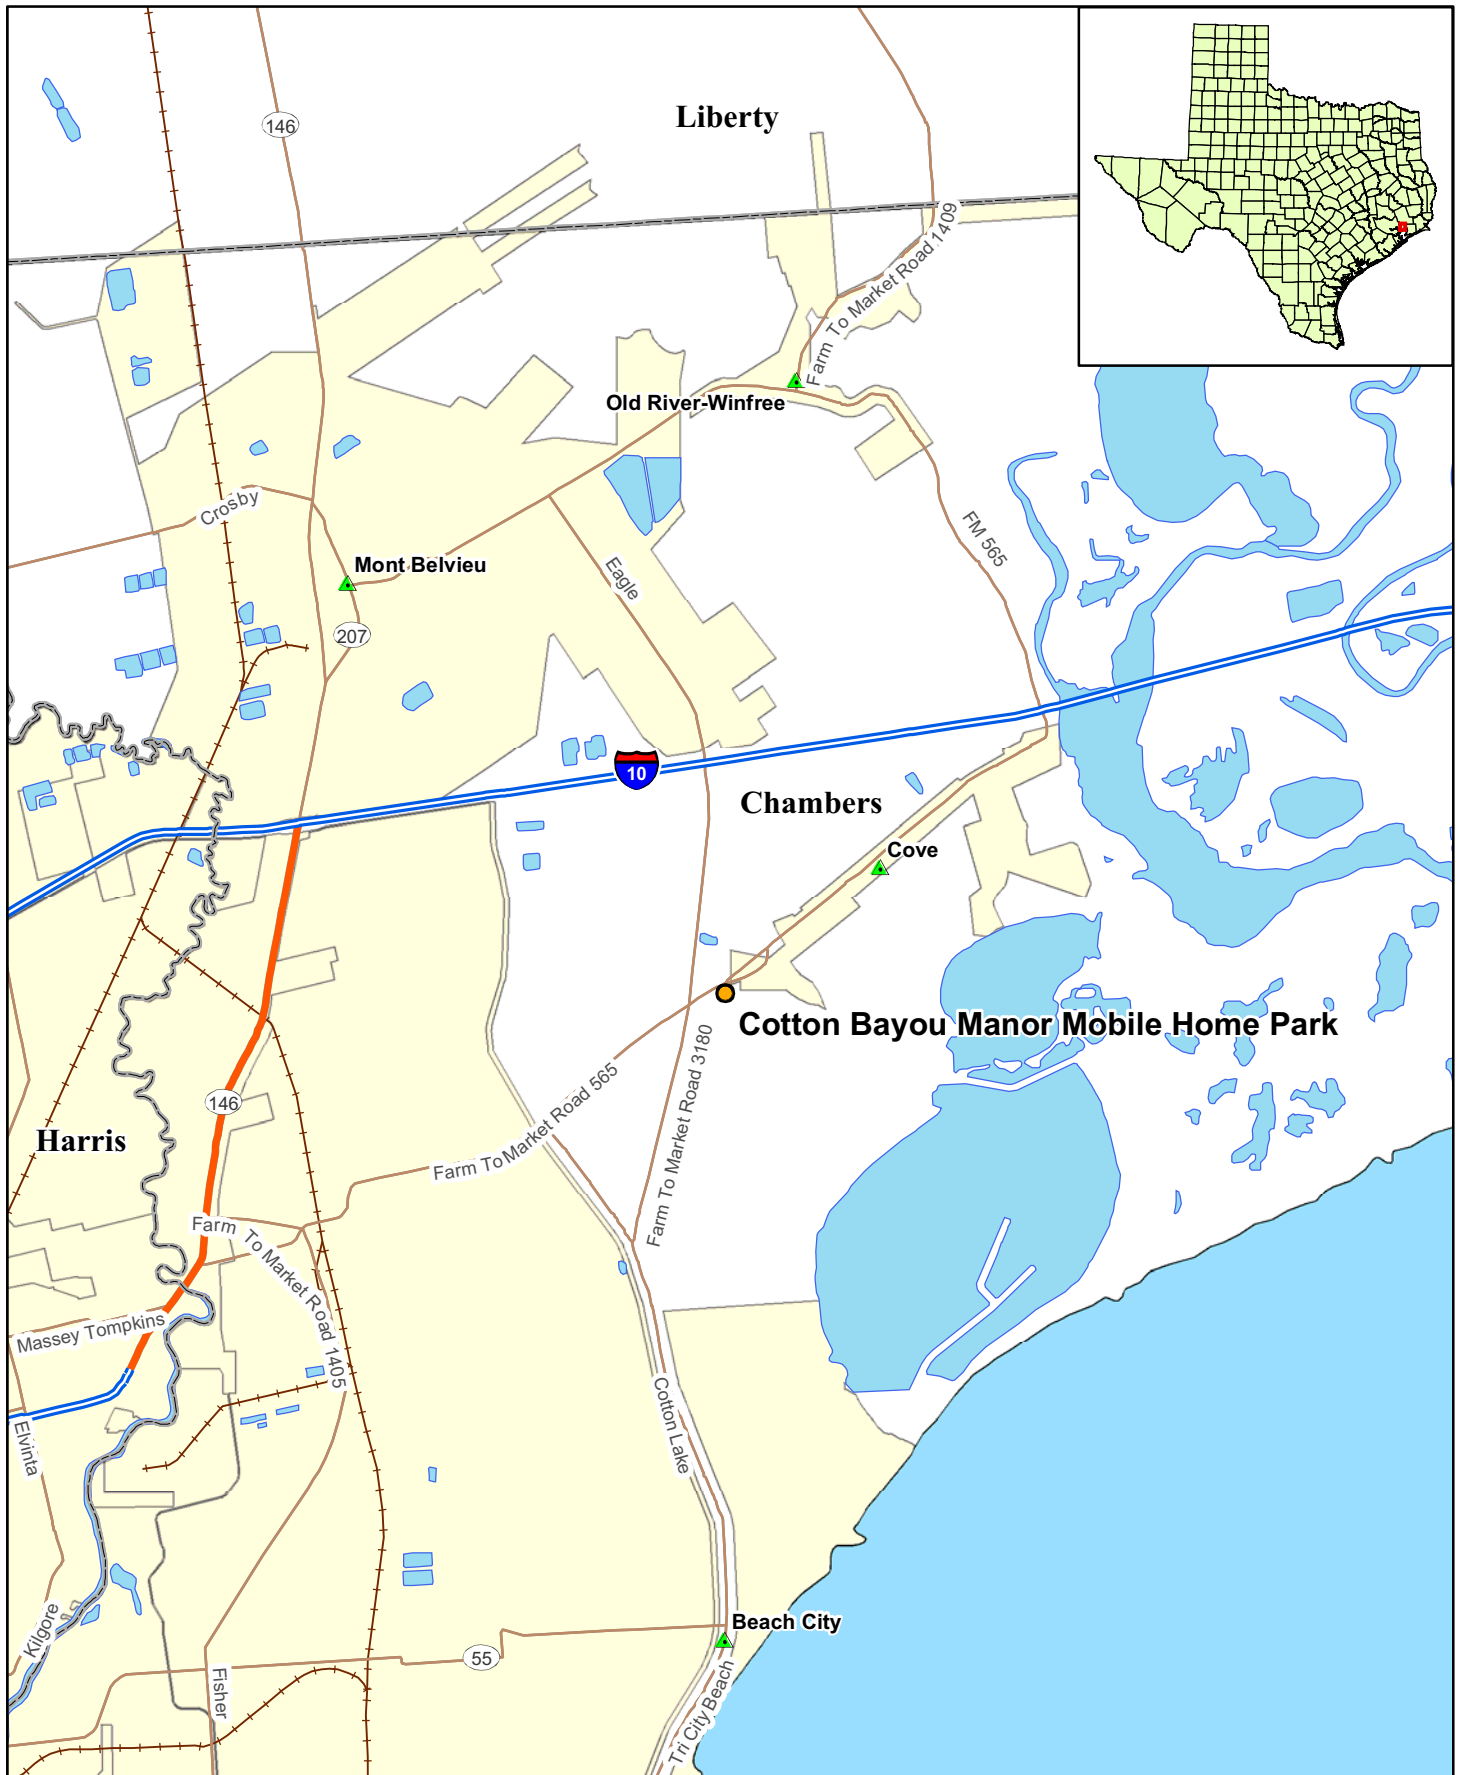 Liberty
146
Farm To Market Road 1409
Old River-Winfree
Crosby
FM 565
Mont Belvieu
Eagle
207
10
Chambers
Cove
Cotton Bayou Manor Mobile Home Park
Farm To Market Road 3180
Farm To Market Road 565
146
Harris
Farm To Market Road 1405
Massey Tompkins
Cotton Lake
Elvinta
Kilgore
Beach City
55
Fisher
Tri City Beach